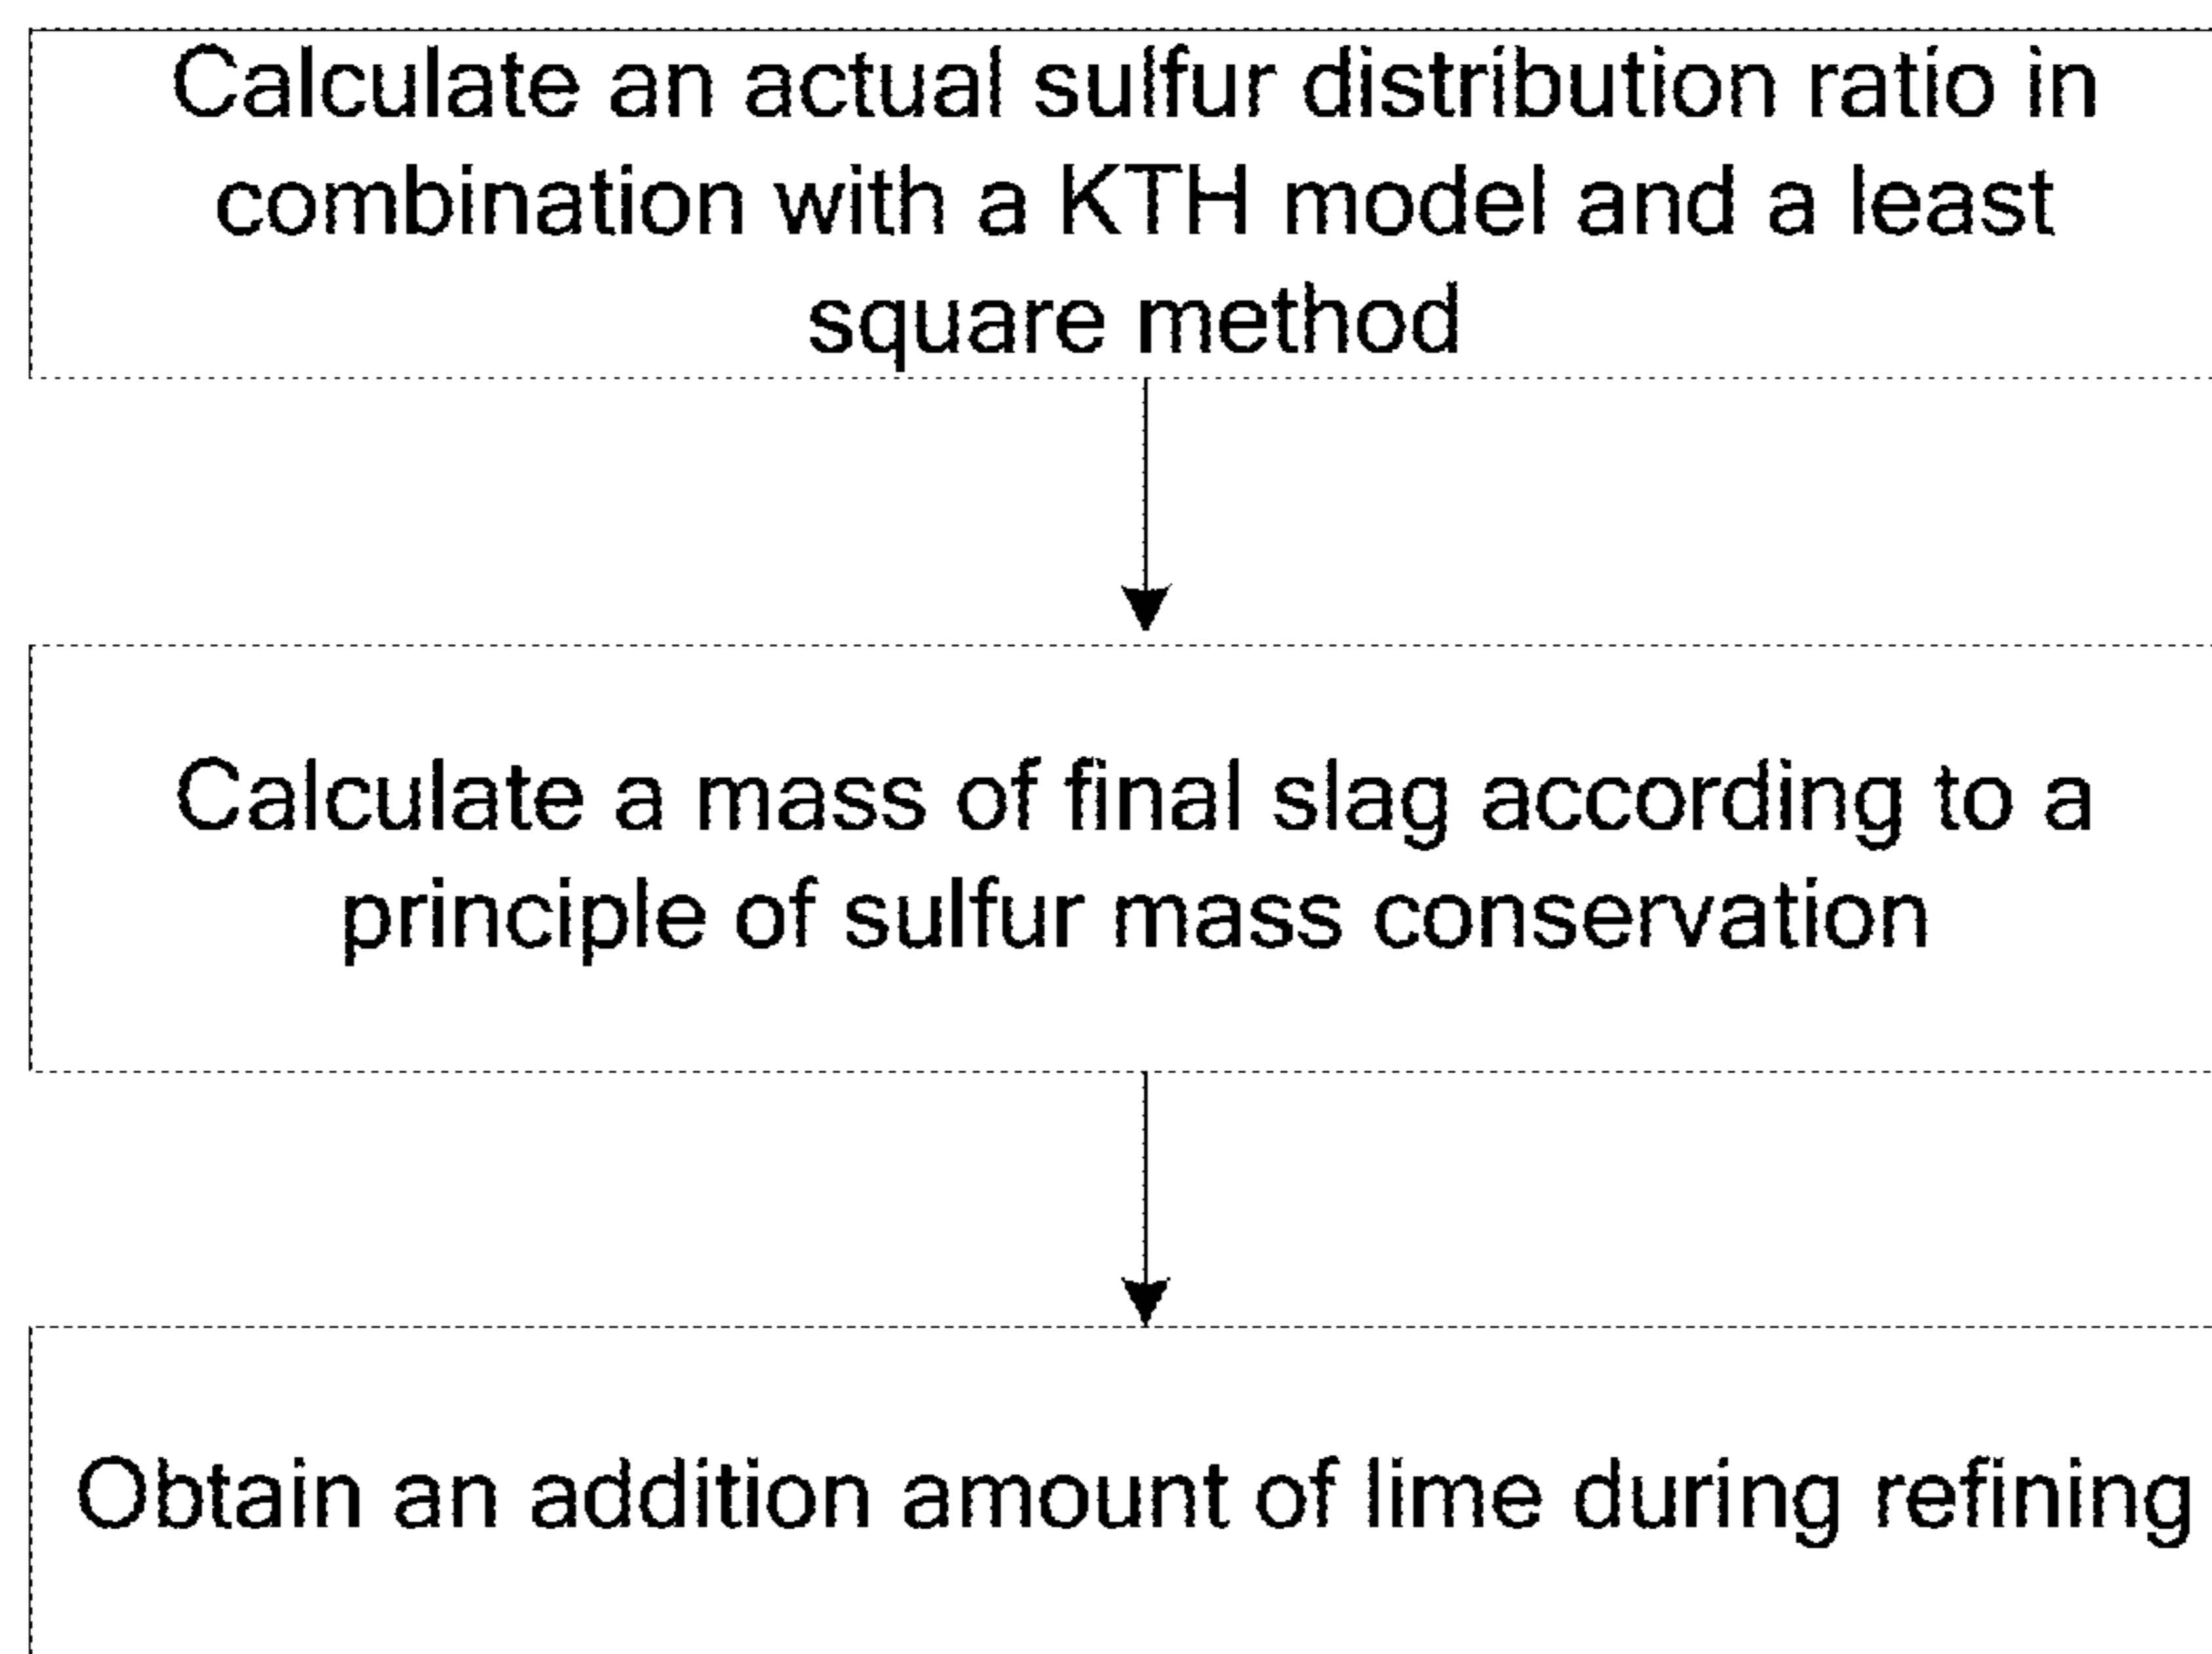 Calculate an actual sulfur distribution ratio in
combination with a KTH model and a least
square method
Calculate a mass of final slag according to a
principle of sulfur mass conservation
Obtain an addition amount of lime during refining